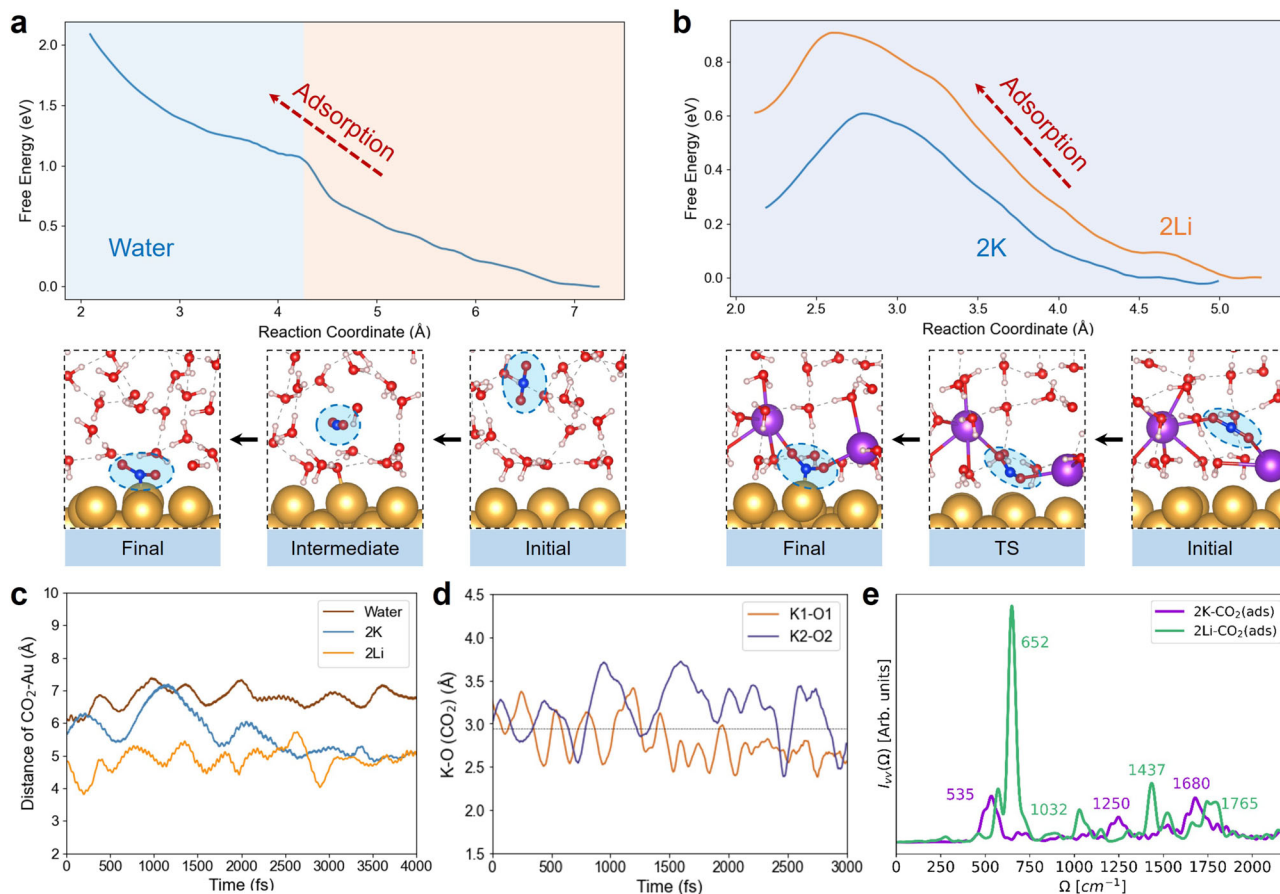 a
Free Energy (eV)
2.0
1.5
1.0
0.5
0.0
Adsorption
Water
2 3 4 5 6 7
Reaction Coordinate (Å)
Final
Intermediate
Initial
b
Free Energy (eV)
0.8
0.6
0.4
0.2
0.0
Adsorption
2Li
2K
2.0 2.5 3.0 3.5 4.0 4.5 5.0
Reaction Coordinate (Å)
Final
TS
Initial
c
Distance of CO₂-Au (Å)
10
9
8
7
6
5
4
3
2
Water
2K
2Li
0 500 1000 1500 2000 2500 3000 3500 4000
Time (fs)
d
K-O (CO₂) (Å)
4.5
4.0
3.5
3.0
2.5
2.0
1.5
K1-O1
K2-O2
0 500 1000 1500 2000 2500 3000
Time (fs)
e
I_vv(Ω) [Arb. units]
2K-CO₂(ads)
2Li-CO₂(ads)
652
535
1032
1250
1437
1680
1765
0 250 500 750 1000 1250 1500 1750 2000
Ω [cm⁻¹]